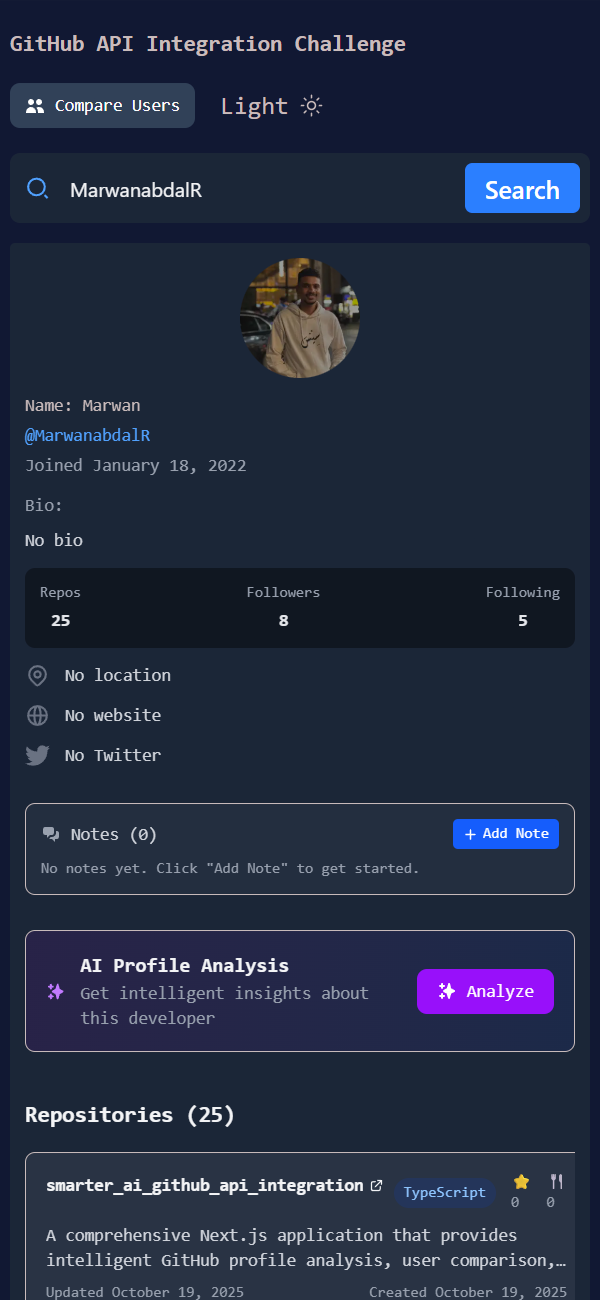 GitHub API Integration Challenge
Compare Users
Light
MarwanabdalR
Search
Name: Marwan
@MarwanabdalR
Joined January 18, 2022
Bio:
No bio
Repos Followers Following
25 8 5
No location
No website
No Twitter
Notes (0)
+ Add Note
No notes yet. Click "Add Note" to get started.
AI Profile Analysis
Get intelligent insights about
this developer
Analyze
Repositories (25)
smarter_ai_github_api_integration
TypeScript
0 0
A comprehensive Next.js application that provides
intelligent GitHub profile analysis, user comparison,…
Updated October 19, 2025 Created October 19, 2025